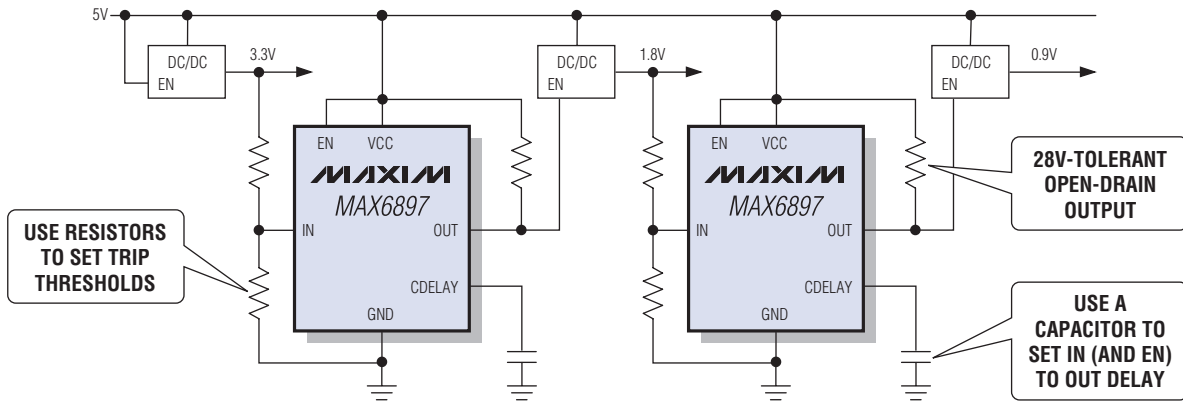 5V
DC/DC
EN
3.3V
DC/DC
EN
1.8V
DC/DC
EN
0.9V
EN
VCC
MAXIM
MAX6897
IN
OUT
CDELAY
GND
EN
VCC
MAXIM
MAX6897
IN
OUT
CDELAY
GND
USE RESISTORS
TO SET TRIP
THRESHOLDS
28V-TOLERANT
OPEN-DRAIN
OUTPUT
USE A
CAPACITOR TO
SET IN (AND EN)
TO OUT DELAY